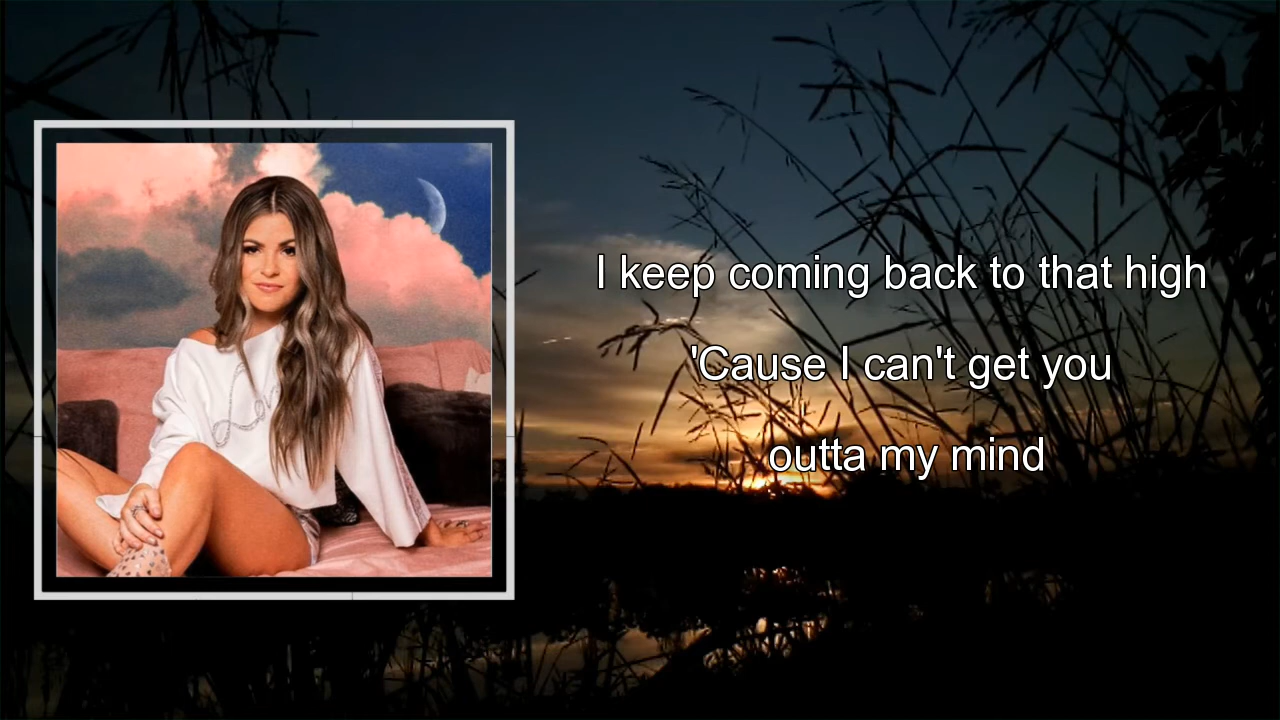 I keep coming back to that high
'Cause I can't get you
outta my mind